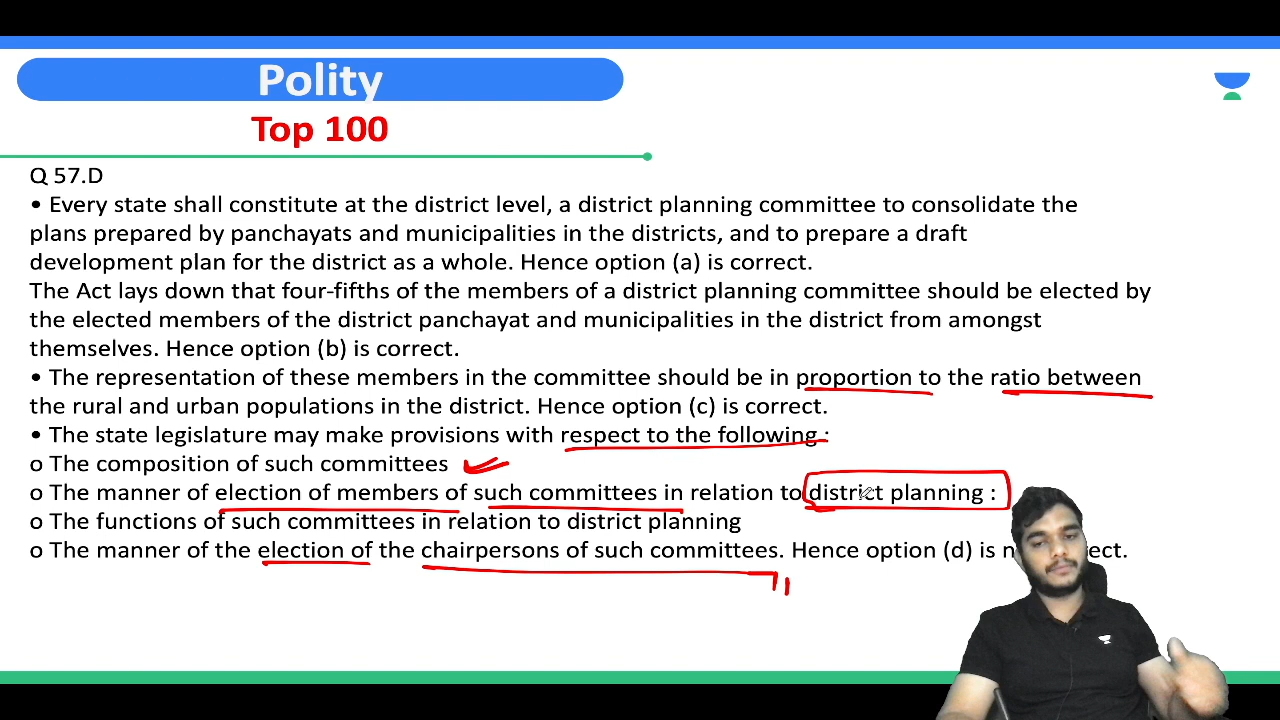 Polity
Top 100
Q 57.D
• Every state shall constitute at the district level, a district planning committee to consolidate the
plans prepared by panchayats and municipalities in the districts, and to prepare a draft
development plan for the district as a whole. Hence option (a) is correct.
The Act lays down that four-fifths of the members of a district planning committee should be elected by
the elected members of the district panchayat and municipalities in the district from amongst
themselves. Hence option (b) is correct.
• The representation of these members in the committee should be in proportion to the ratio between
the rural and urban populations in the district. Hence option (c) is correct.
• The state legislature may make provisions with respect to the following :
o The composition of such committees
o The manner of election of members of such committees in relation to district planning :
o The functions of such committees in relation to district planning
o The manner of the election of the chairpersons of such committees. Hence option (d) is